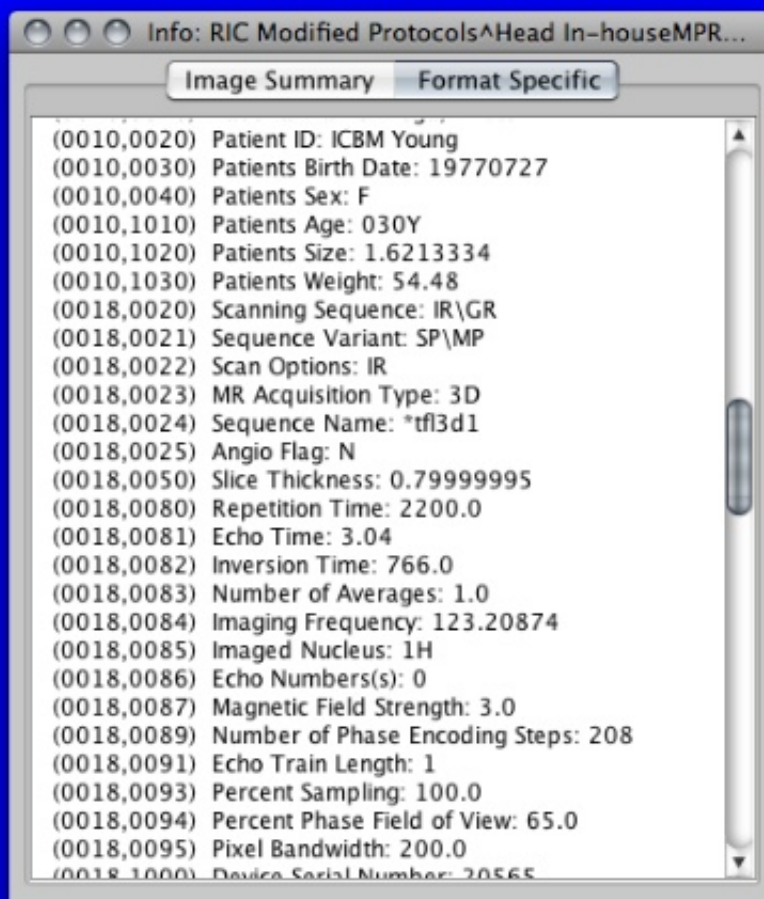 Info: RIC Modified Protocols^Head In-houseMPR...
Image Summary Format Specific
(0010,0020) Patient ID: ICBM Young
(0010,0030) Patients Birth Date: 19770727
(0010,0040) Patients Sex: F
(0010,1010) Patients Age: 030Y
(0010,1020) Patients Size: 1.6213334
(0010,1030) Patients Weight: 54.48
(0018,0020) Scanning Sequence: IR\GR
(0018,0021) Sequence Variant: SP\MP
(0018,0022) Scan Options: IR
(0018,0023) MR Acquisition Type: 3D
(0018,0024) Sequence Name: *tfl3d1
(0018,0025) Angio Flag: N
(0018,0050) Slice Thickness: 0.79999995
(0018,0080) Repetition Time: 2200.0
(0018,0081) Echo Time: 3.04
(0018,0082) Inversion Time: 766.0
(0018,0083) Number of Averages: 1.0
(0018,0084) Imaging Frequency: 123.20874
(0018,0085) Imaged Nucleus: 1H
(0018,0086) Echo Numbers(s): 0
(0018,0087) Magnetic Field Strength: 3.0
(0018,0089) Number of Phase Encoding Steps: 208
(0018,0091) Echo Train Length: 1
(0018,0093) Percent Sampling: 100.0
(0018,0094) Percent Phase Field of View: 65.0
(0018,0095) Pixel Bandwidth: 200.0
(0018,1000) Device Serial Number: 20565